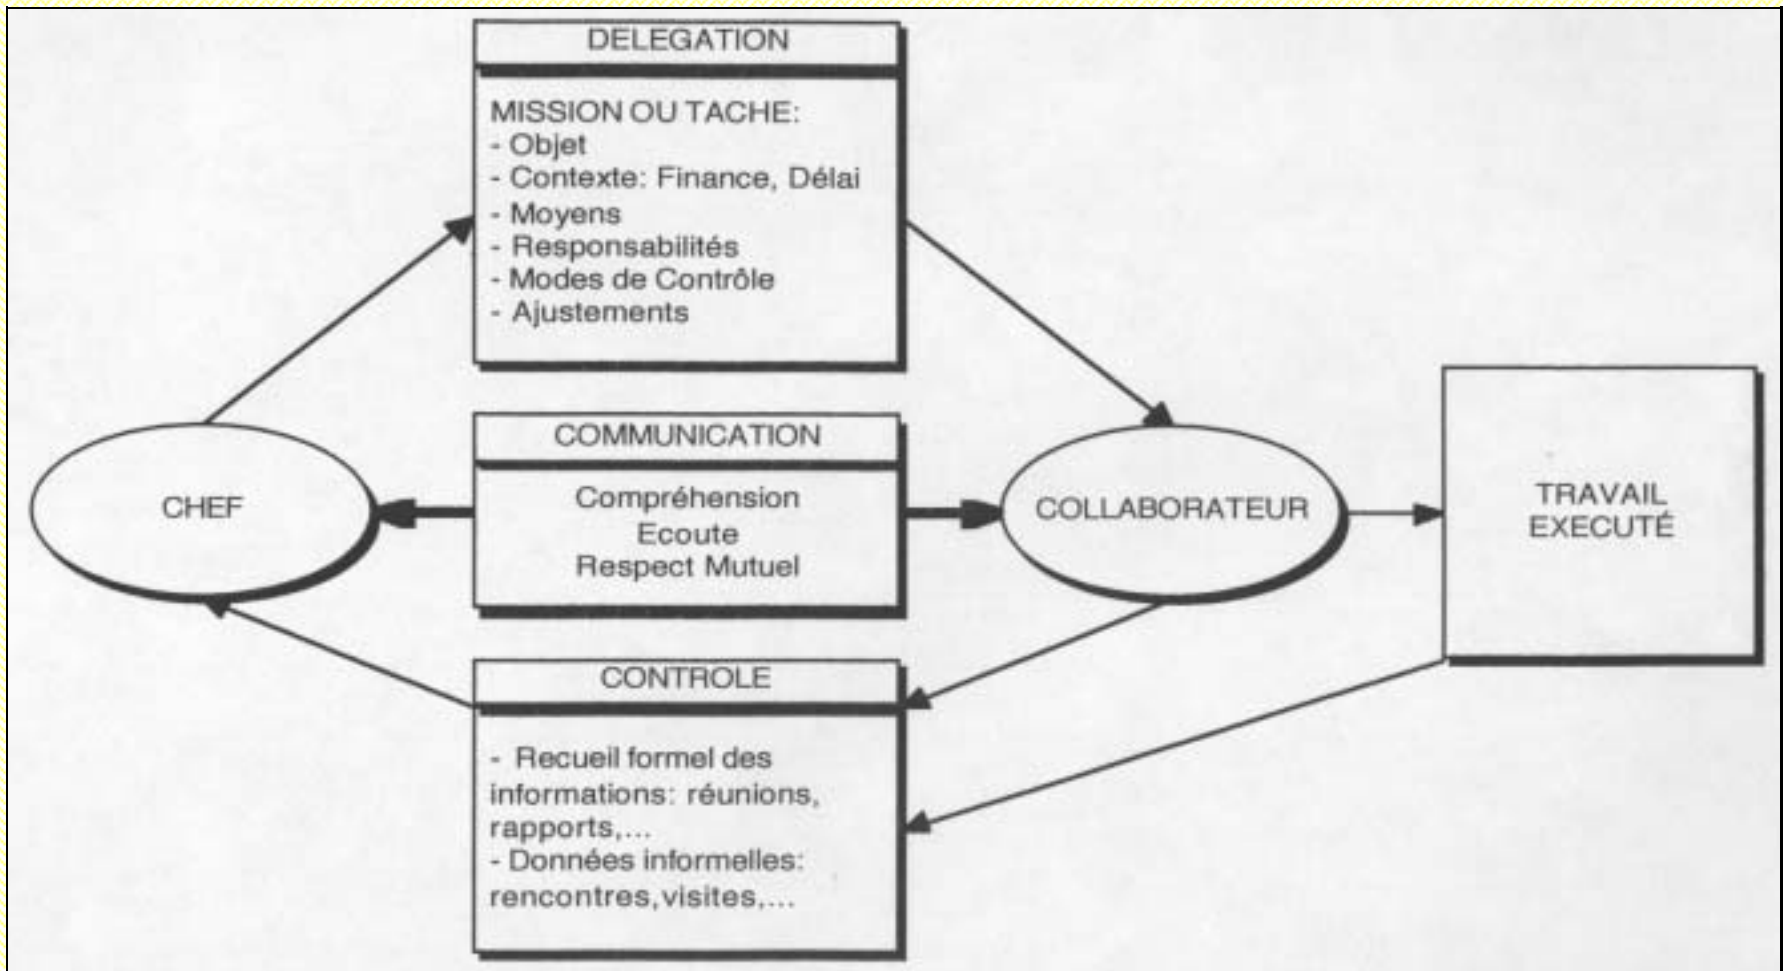 DELEGATION
MISSION OU TACHE:
- Objet
- Contexte: Finance, Délai
- Moyens
- Responsabilités
- Modes de Contrôle
- Ajustements
CHEF
COMMUNICATION
Compréhension
Ecoute
Respect Mutuel
COLLABORATEUR
TRAVAIL
EXECUTÉ
CONTROLE
- Recueil formel des
informations: réunions,
rapports,...
- Données informelles:
rencontres,visites,...